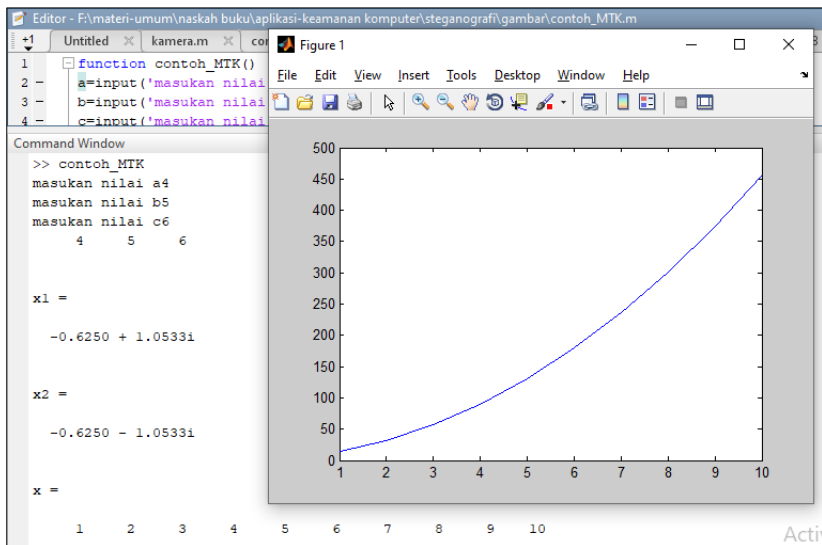 Editor - F:\materi-umum\naskah buku\aplikasi-keamanan komputer\steganografi\gambar\contoh_MTK.m
+1 Untitled kamera.m
1 function contoh_MTK()
2 - a=input('masukan nilai
3 - b=input('masukan nilai
4 - c=input('masukan nilai
Figure 1
File Edit View Insert Tools Desktop Window Help
500
450
400
350
300
250
200
150
100
50
0
1 2 3 4 5 6 7 8 9 10
Command Window
>> contoh_MTK
masukan nilai a4
masukan nilai b5
masukan nilai c6
4 5 6
x1 =
-0.6250 + 1.0533i
x2 =
-0.6250 - 1.0533i
x =
1 2 3 4 5 6 7 8 9 10